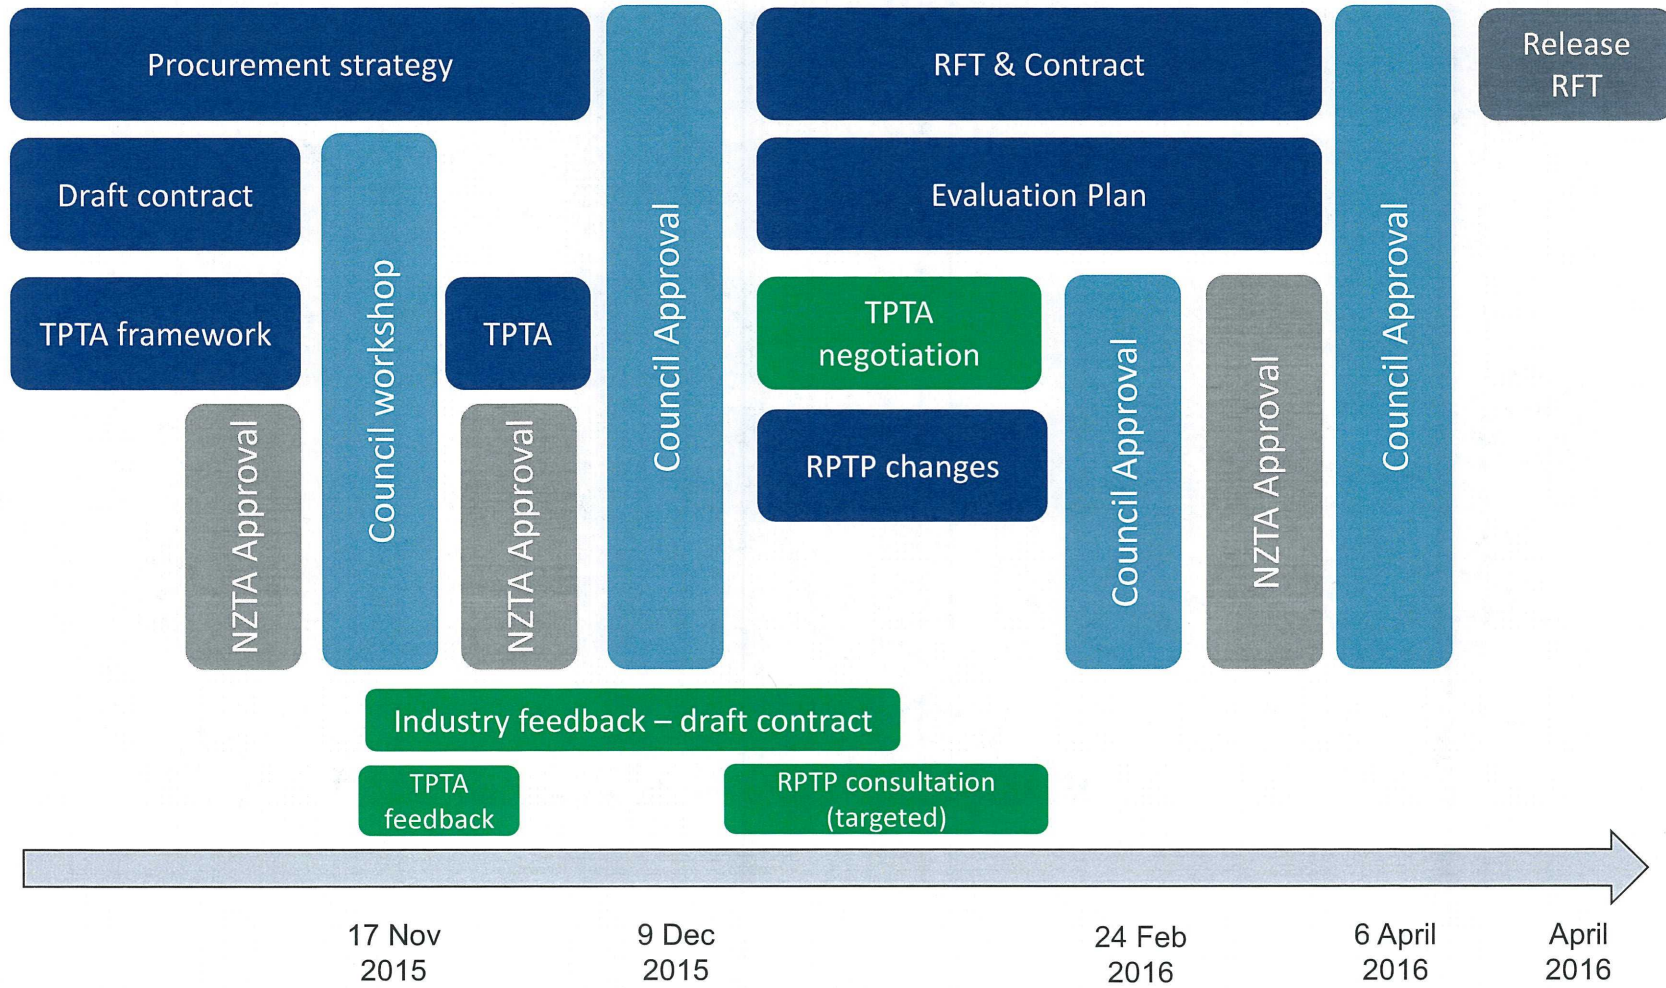 Procurement strategy
RFT & Contract
Release
RFT
Draft contract
Evaluation Plan
TPTA framework
Council workshop
TPTA
Council Approval
TPTA
negotiation
Council Approval
NZTA Approval
Council Approval
NZTA Approval
NZTA Approval
RPTP changes
Industry feedback – draft contract
TPTA
feedback
RPTP consultation
(targeted)
17 Nov
2015
9 Dec
2015
24 Feb
2016
6 April
2016
April
2016